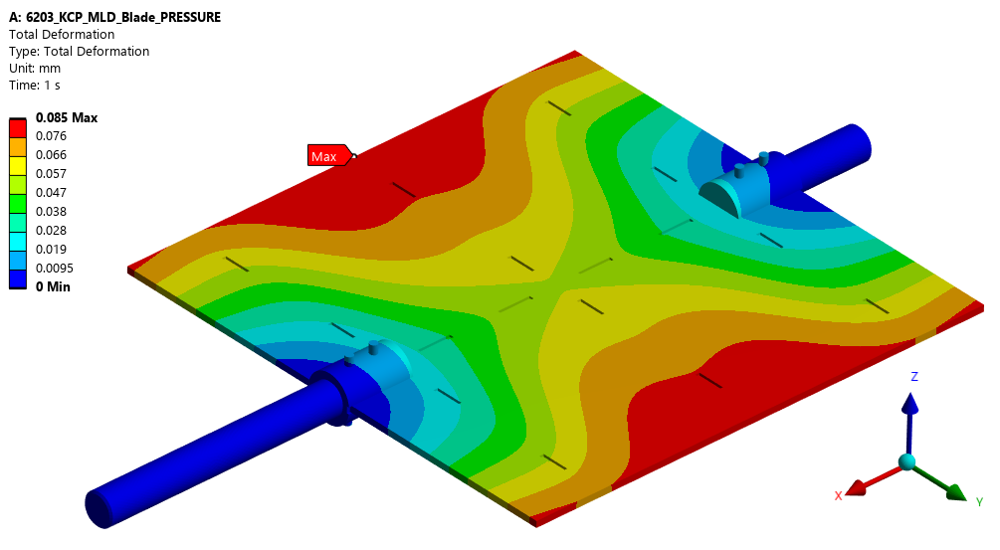 A: 6203_KCP_MLD_Blade_PRESSURE
Total Deformation
Type: Total Deformation
Unit: mm
Time: 1 s
0.085 Max
0.076
0.066
0.057
0.047
0.038
0.028
0.019
0.0095
0 Min
Max
Z
X
Y